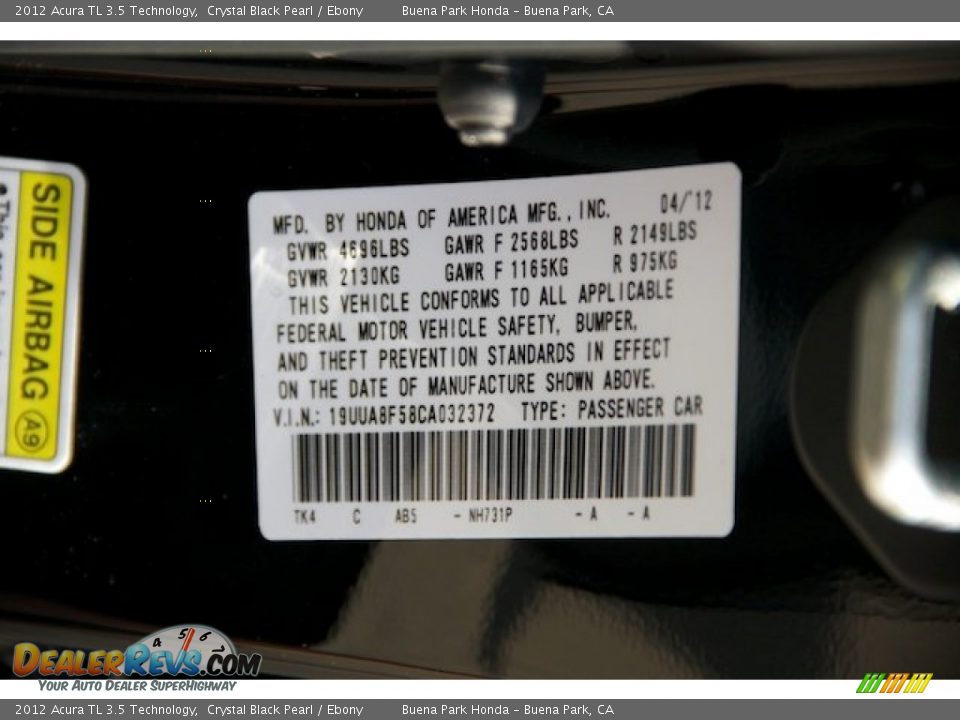 2012 Acura TL 3.5 Technology,  Crystal Black Pearl / Ebony    Buena Park Honda – Buena Park, CA
MFD. BY HONDA OF AMERICA MFG., INC. 04/'12
GVWR 4696LBS GAWR F 2568LBS R 2149LBS
GVWR 2130KG GAWR F 1165KG R 975KG
THIS VEHICLE CONFORMS TO ALL APPLICABLE
FEDERAL MOTOR VEHICLE SAFETY, BUMPER,
AND THEFT PREVENTION STANDARDS IN EFFECT
ON THE DATE OF MANUFACTURE SHOWN ABOVE.
V.I.N.: 19UUA8F58CA032372 TYPE: PASSENGER CAR
TK4 C AB5 - NH731P - A - A
SIDE AIRBAG A9
4 5 6
DEALERREVS.COM
YOUR AUTO DEALER SUPERHIGHWAY
2012 Acura TL 3.5 Technology,  Crystal Black Pearl / Ebony    Buena Park Honda – Buena Park, CA